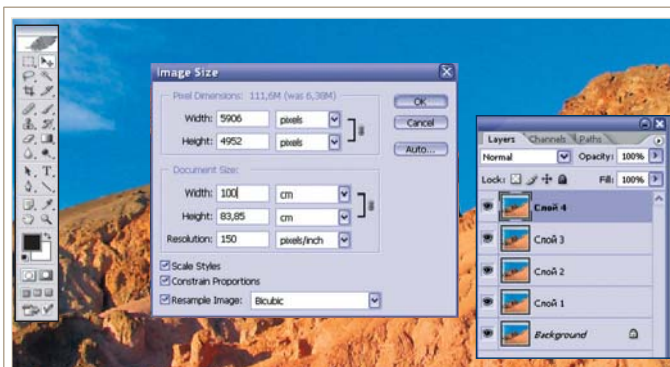 Image Size
Pixel Dimensions: 111,6M (was 6,38M)
Width: 5906 pixels
Height: 4952 pixels
Document Size:
Width: 100 cm
Height: 83,85 cm
Resolution: 150 pixels/inch
Scale Styles
Constrain Proportions
Resample Image: Bicubic
OK
Cancel
Auto...
Layers Channels Paths
Normal Opacity: 100%
Lock: Fill: 100%
Слой 4
Слой 3
Слой 2
Слой 1
Background